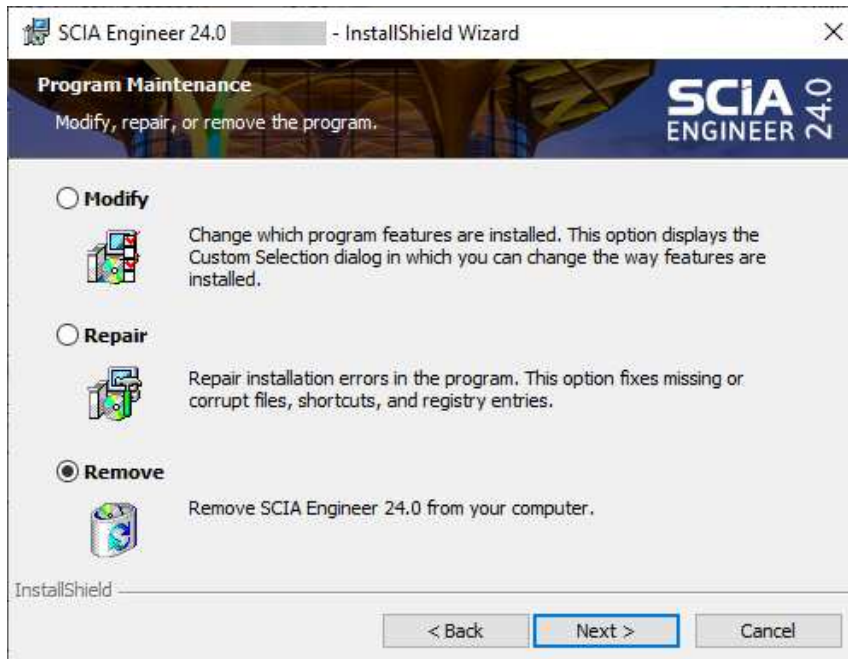 SCIA Engineer 24.0 - InstallShield Wizard
Program Maintenance
Modify, repair, or remove the program.
SCIA
ENGINEER
24.0
Modify
Change which program features are installed. This option displays the
Custom Selection dialog in which you can change the way features are
installed.
Repair
Repair installation errors in the program. This option fixes missing or
corrupt files, shortcuts, and registry entries.
Remove
Remove SCIA Engineer 24.0 from your computer.
InstallShield
< Back Next > Cancel